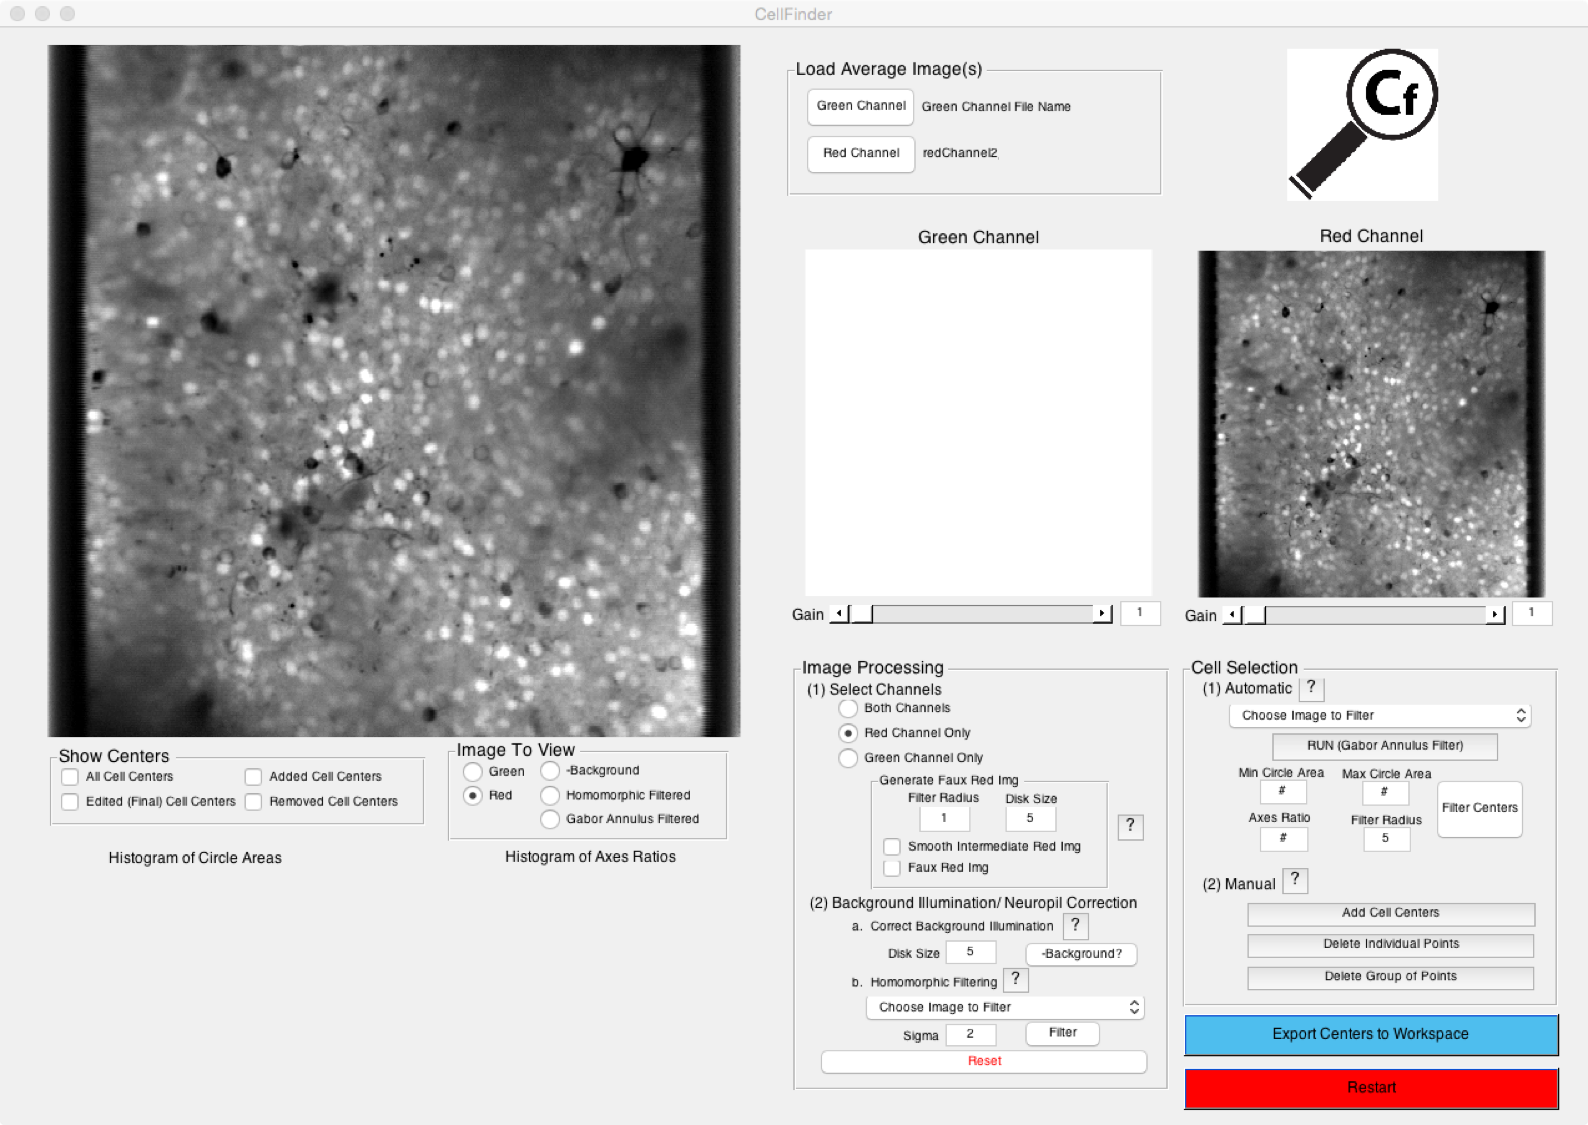 CellFinder
Load Average Image(s)
Green Channel
Green Channel File Name
Red Channel
redChannel2
Cf
Green Channel
Red Channel
Gain
1
Gain
1
Show Centers
All Cell Centers
Added Cell Centers
Edited (Final) Cell Centers
Removed Cell Centers
Image To View
Green
-Background
Red
Homomorphic Filtered
Gabor Annulus Filtered
Histogram of Circle Areas
Histogram of Axes Ratios
Image Processing
(1) Select Channels
Both Channels
Red Channel Only
Green Channel Only
Generate Faux Red Img
Filter Radius
Disk Size
1
5
?
Smooth Intermediate Red Img
Faux Red Img
(2) Background Illumination/ Neuropil Correction
a. Correct Background Illumination
?
Disk Size
5
-Background?
b. Homomorphic Filtering
?
Choose Image to Filter
Sigma
2
Filter
Reset
Cell Selection
(1) Automatic
?
Choose Image to Filter
RUN (Gabor Annulus Filter)
Min Circle Area
Max Circle Area
#
#
Axes Ratio
Filter Radius
#
5
Filter Centers
(2) Manual
?
Add Cell Centers
Delete Individual Points
Delete Group of Points
Export Centers to Workspace
Restart